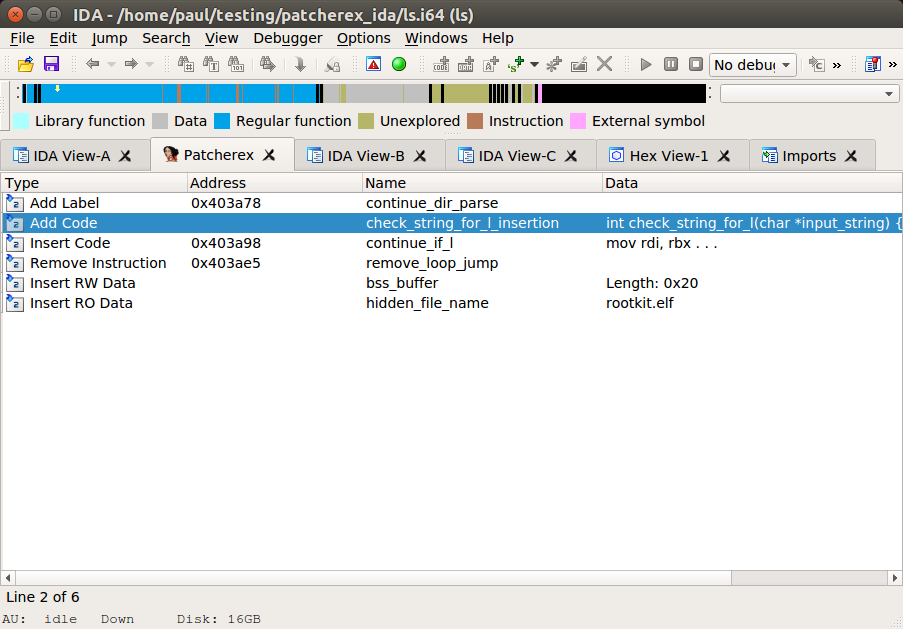 IDA - /home/paul/testing/patcherex_ida/ls.i64 (ls)
File Edit Jump Search View Debugger Options Windows Help
No debug
Library function Data Regular function Unexplored Instruction External symbol
IDA View-A Patcherex IDA View-B IDA View-C Hex View-1 Imports
Type Address Name Data
Add Label 0x403a78 continue_dir_parse
Add Code check_string_for_l_insertion int check_string_for_l(char *input_string) {
Insert Code 0x403a98 continue_if_l mov rdi, rbx . . .
Remove Instruction 0x403ae5 remove_loop_jump
Insert RW Data bss_buffer Length: 0x20
Insert RO Data hidden_file_name rootkit.elf
Line 2 of 6
AU: idle Down Disk: 16GB